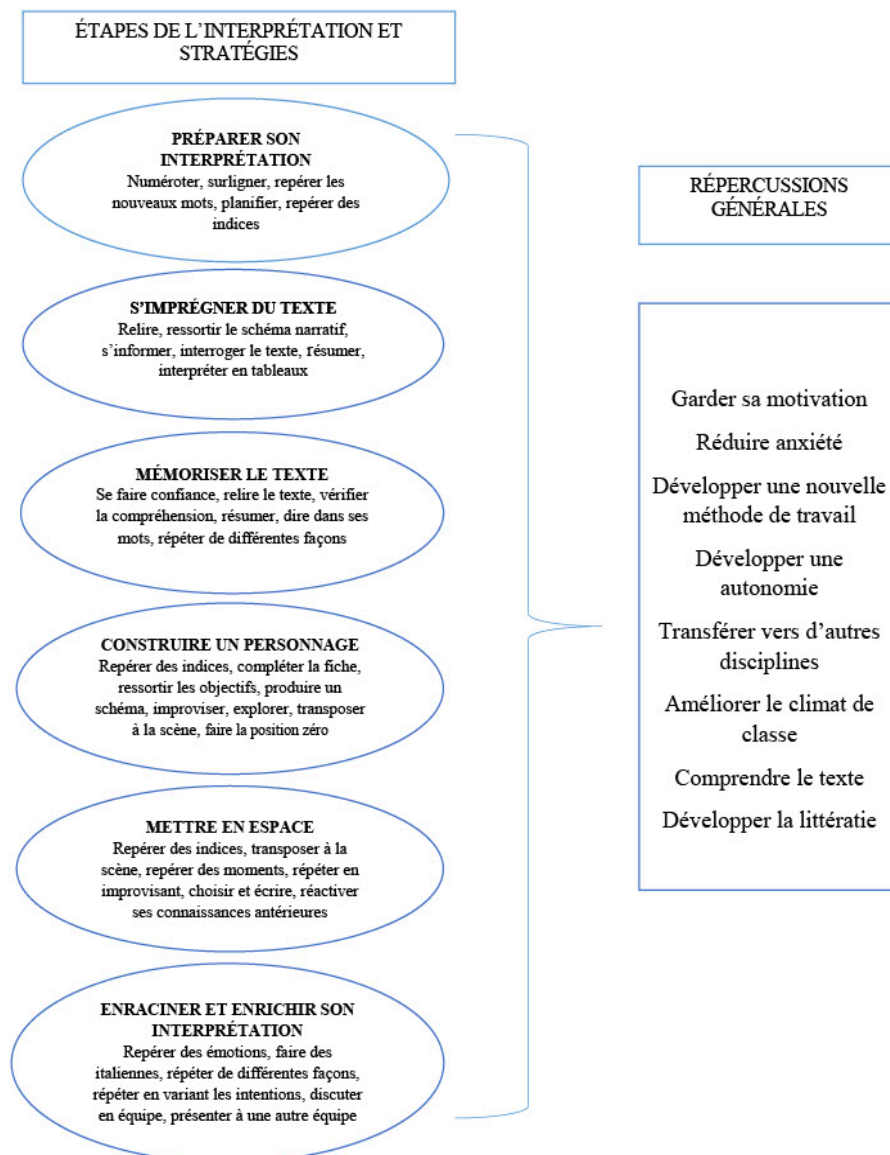 ÉTAPES DE L'INTERPRÉTATION ET
STRATÉGIES
PRÉPARER SON
INTERPRÉTATION
Numéroter, surligner, repérer les
nouveaux mots, planifier, repérer des
indices
S'IMPRÉGNER DU TEXTE
Relire, ressortir le schéma narratif,
s'informer, interroger le texte, résumer,
interpréter en tableaux
MÉMORISER LE TEXTE
Se faire confiance, relire le texte, vérifier
la compréhension, résumer, dire dans ses
mots, répéter de différentes façons
CONSTRUIRE UN PERSONNAGE
Repérer des indices, compléter la fiche,
ressortir les objectifs, produire un
schéma, improviser, explorer, transposer
à la scène, faire la position zéro
METTRE EN ESPACE
Repérer des indices, transposer à la
scène, repérer des moments, répéter en
improvisant, choisir et écrire, réactiver
ses connaissances antérieures
ENRACINER ET ENRICHIR SON
INTERPRÉTATION
Repérer des émotions, faire des
italiennes, répéter de différentes façons,
répéter en variant les intentions, discuter
en équipe, présenter à une autre équipe
RÉPERCUSSIONS
GÉNÉRALES
Garder sa motivation
Réduire anxiété
Développer une nouvelle
méthode de travail
Développer une
autonomie
Transférer vers d'autres
disciplines
Améliorer le climat de
classe
Comprendre le texte
Développer la littératie